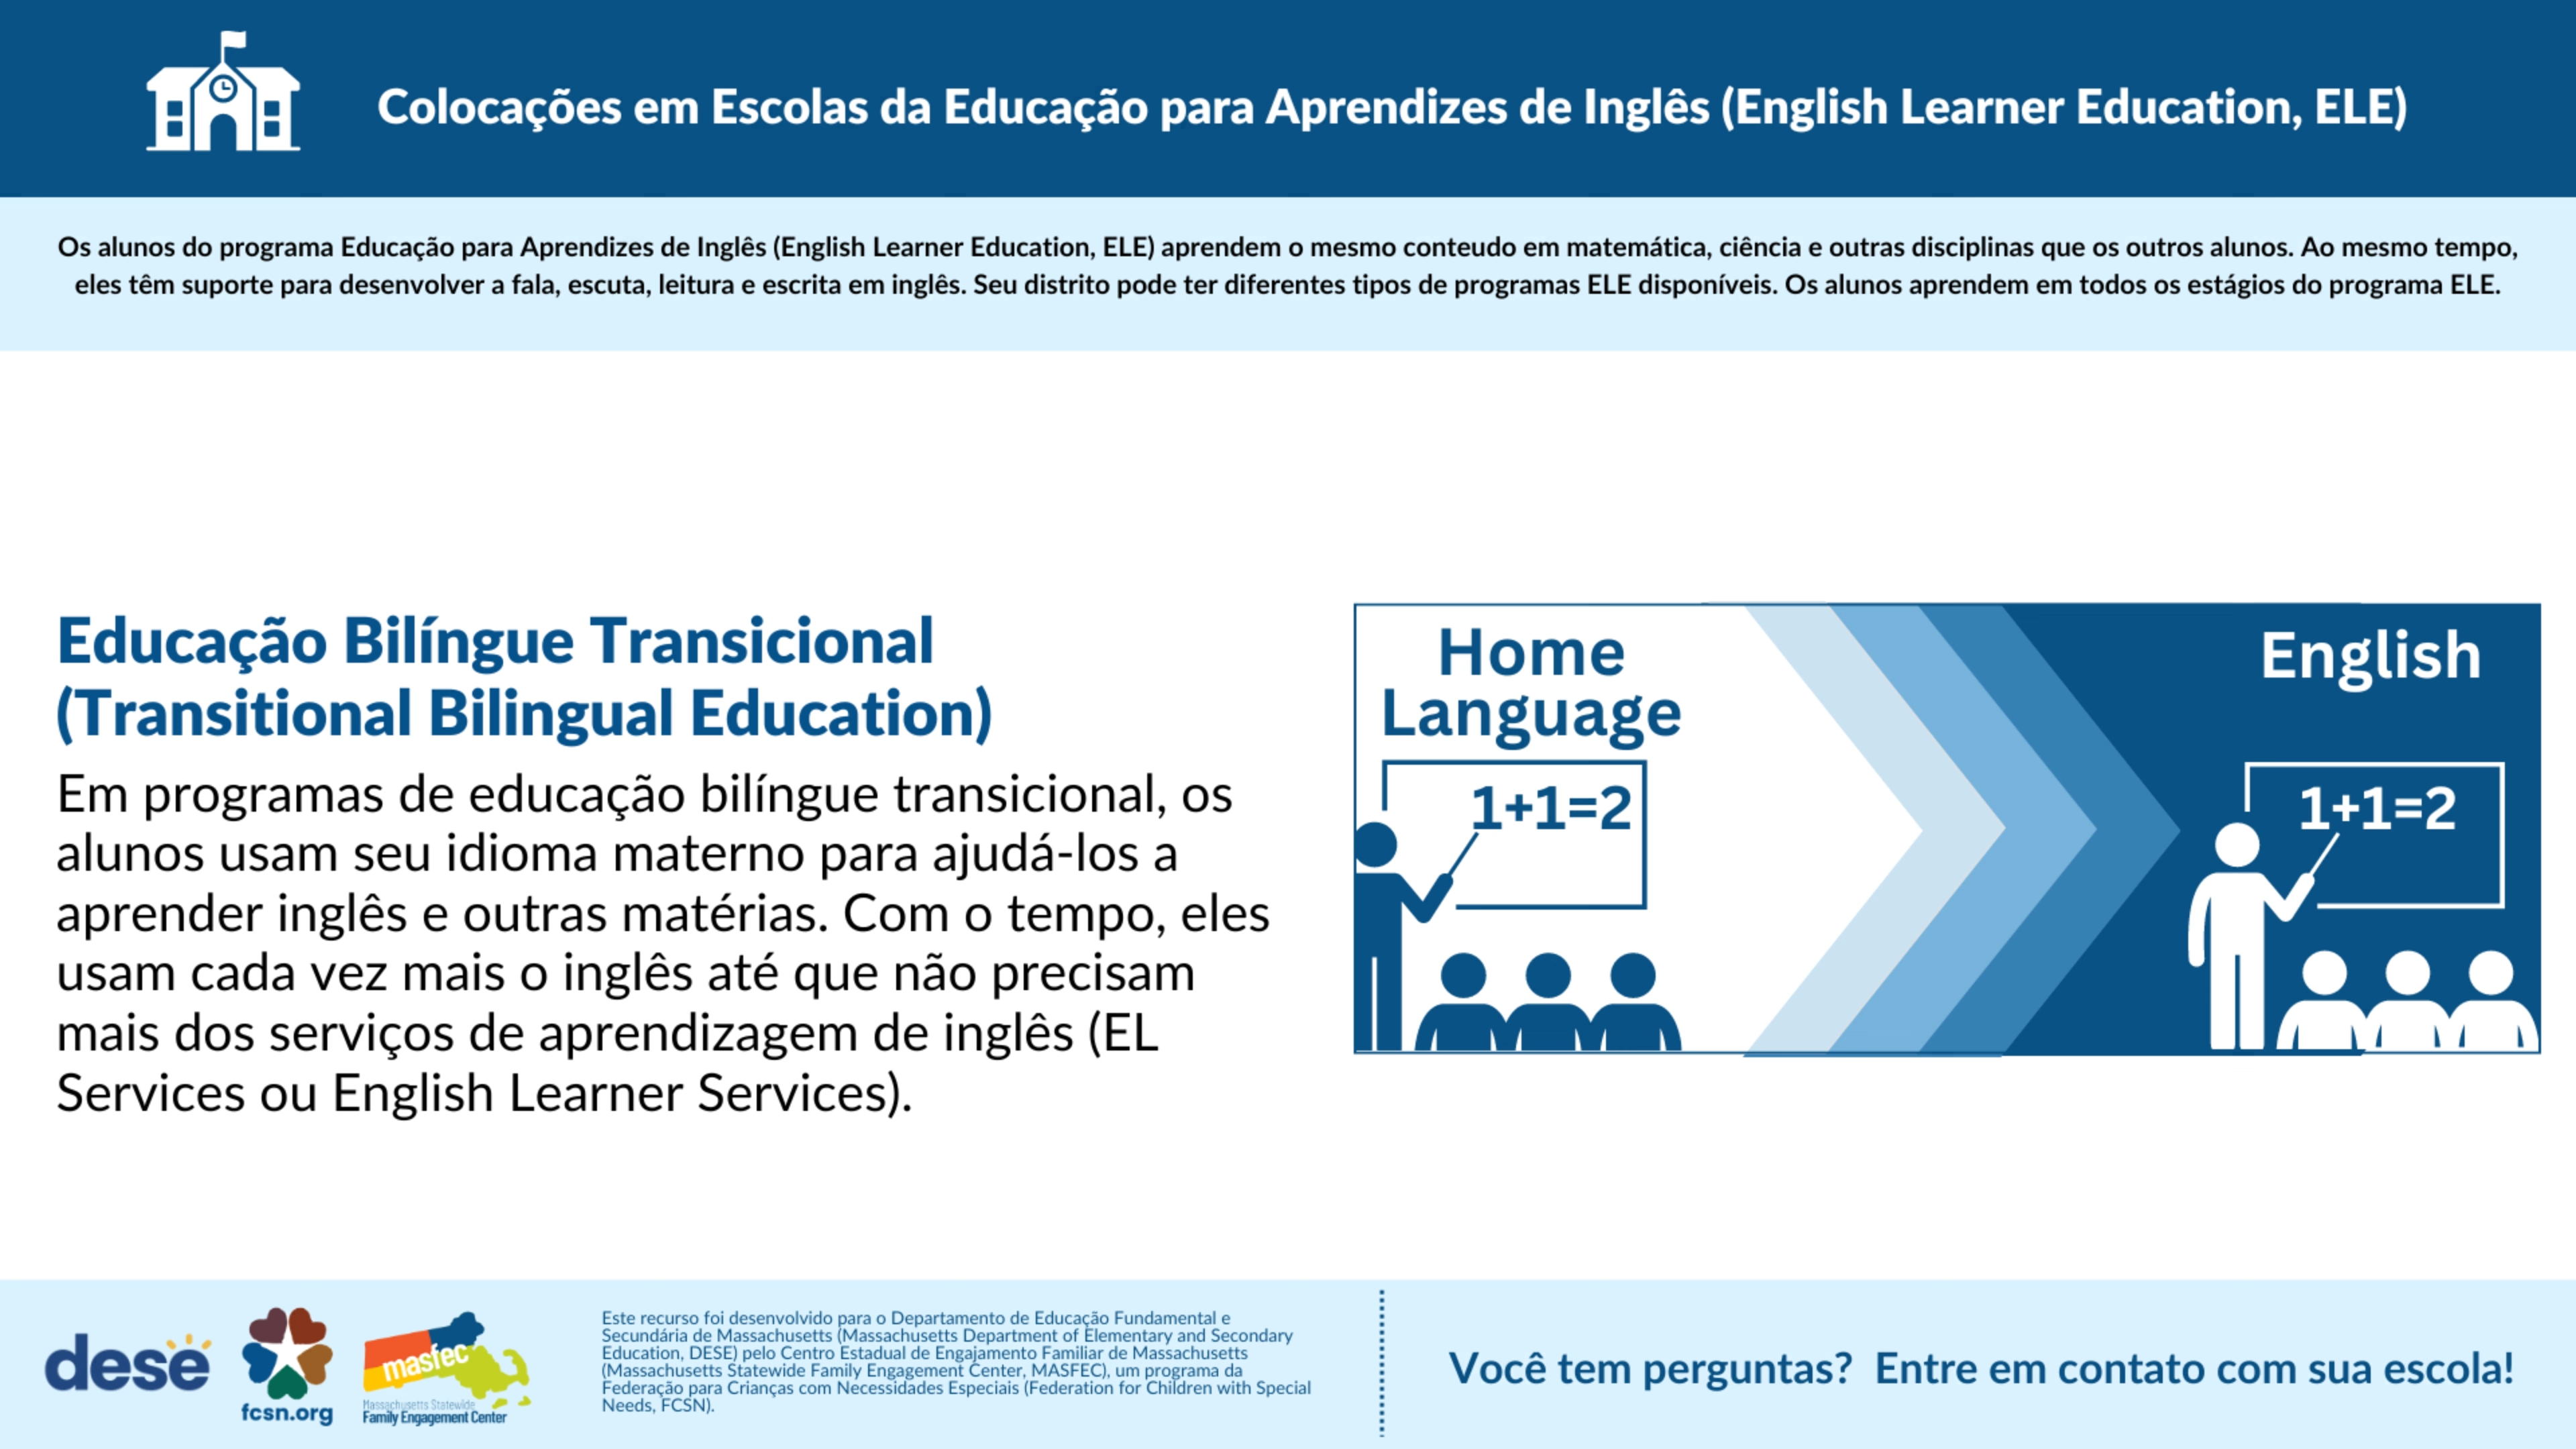 Colocações em Escolas da Educação para Aprendizes de Inglês (English Learner Education, ELE)
Os alunos do programa Educação para Aprendizes de Inglês (English Learner Education, ELE) aprendem o mesmo conteudo em matemática, ciência e outras disciplinas que os outros alunos. Ao mesmo tempo,
eles têm suporte para desenvolver a fala, escuta, leitura e escrita em inglês. Seu distrito pode ter diferentes tipos de programas ELE disponíveis. Os alunos aprendem em todos os estágios do programa ELE.
Educação Bilíngue Transicional
(Transitional Bilingual Education)
Em programas de educação bilíngue transicional, os
alunos usam seu idioma materno para ajudá-los a
aprender inglês e outras matérias. Com o tempo, eles
usam cada vez mais o inglês até que não precisam
mais dos serviços de aprendizagem de inglês (EL
Services ou English Learner Services).
Home
Language
1+1=2
English
1+1=2
dese
fcsn.org
masfec
Massachusetts Statewide
Family Engagement Center
Este recurso foi desenvolvido para o Departamento de Educação Fundamental e
Secundária de Massachusetts (Massachusetts Department of Elementary and Secondary
Education, DESE) pelo Centro Estadual de Engajamento Familiar de Massachusetts
(Massachusetts Statewide Family Engagement Center, MASFEC), um programa da
Federação para Crianças com Necessidades Especiais (Federation for Children with Special
Needs, FCSN).
Você tem perguntas? Entre em contato com sua escola!